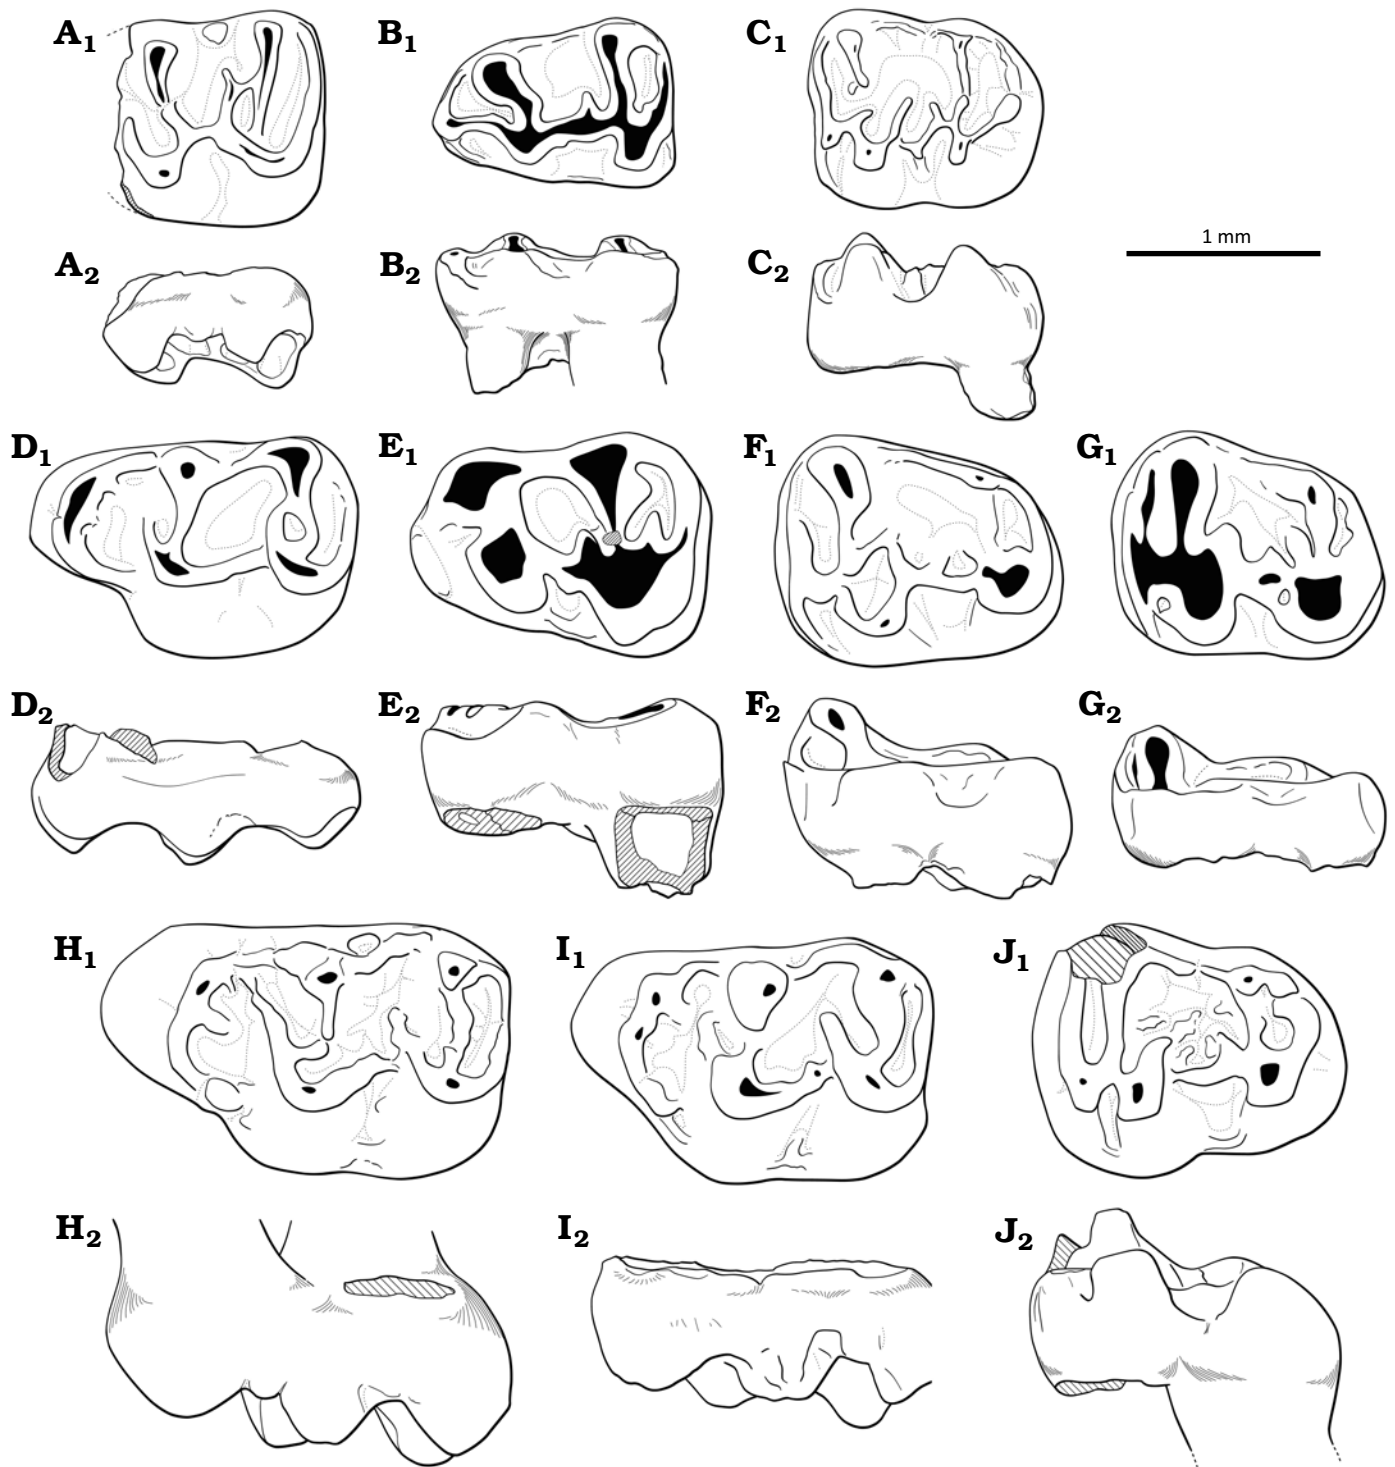 A₁ B₁ C₁
1 mm
A₂ B₂ C₂
D₁ E₁ F₁ G₁
D₂ E₂ F₂ G₂
H₁ I₁ J₁
H₂ I₂ J₂